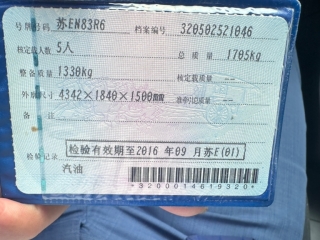 号牌号码 苏EN83R6 档案编号 320502521046
核定载人数 5人 总质量 1705kg
整备质量 1330kg 核定载质量 --
外廓尺寸 4342×1840×1500mm 准牵引总质量 --
备注
检验有效期至2016 年09 月苏E(01)
检验记录
汽油
*3200014619320*